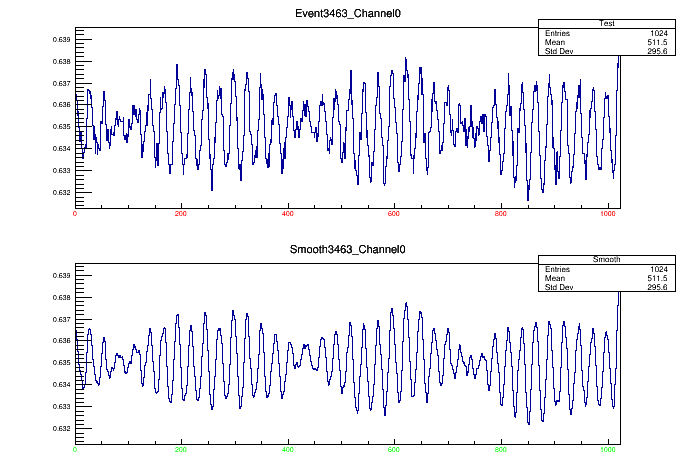 Event3463_Channel0
Test
Entries 1024
Mean 511.5
Std Dev 295.6
0.639
0.638
0.637
0.636
0.635
0.634
0.633
0.632
0 200 400 600 800 1000
Smooth3463_Channel0
Smooth
Entries 1024
Mean 511.5
Std Dev 295.6
0.639
0.638
0.637
0.636
0.635
0.634
0.633
0.632
0 200 400 600 800 1000